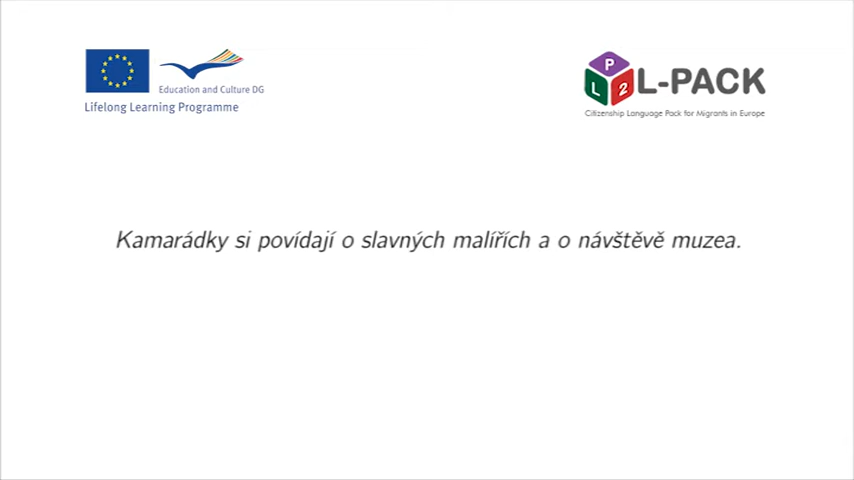 Education and Culture DG
Lifelong Learning Programme
P
L
2
L-PACK
Citizenship Language Pack for Migrants in Europe
Kamarádky si povídají o slavných malířích a o návštěvě muzea.